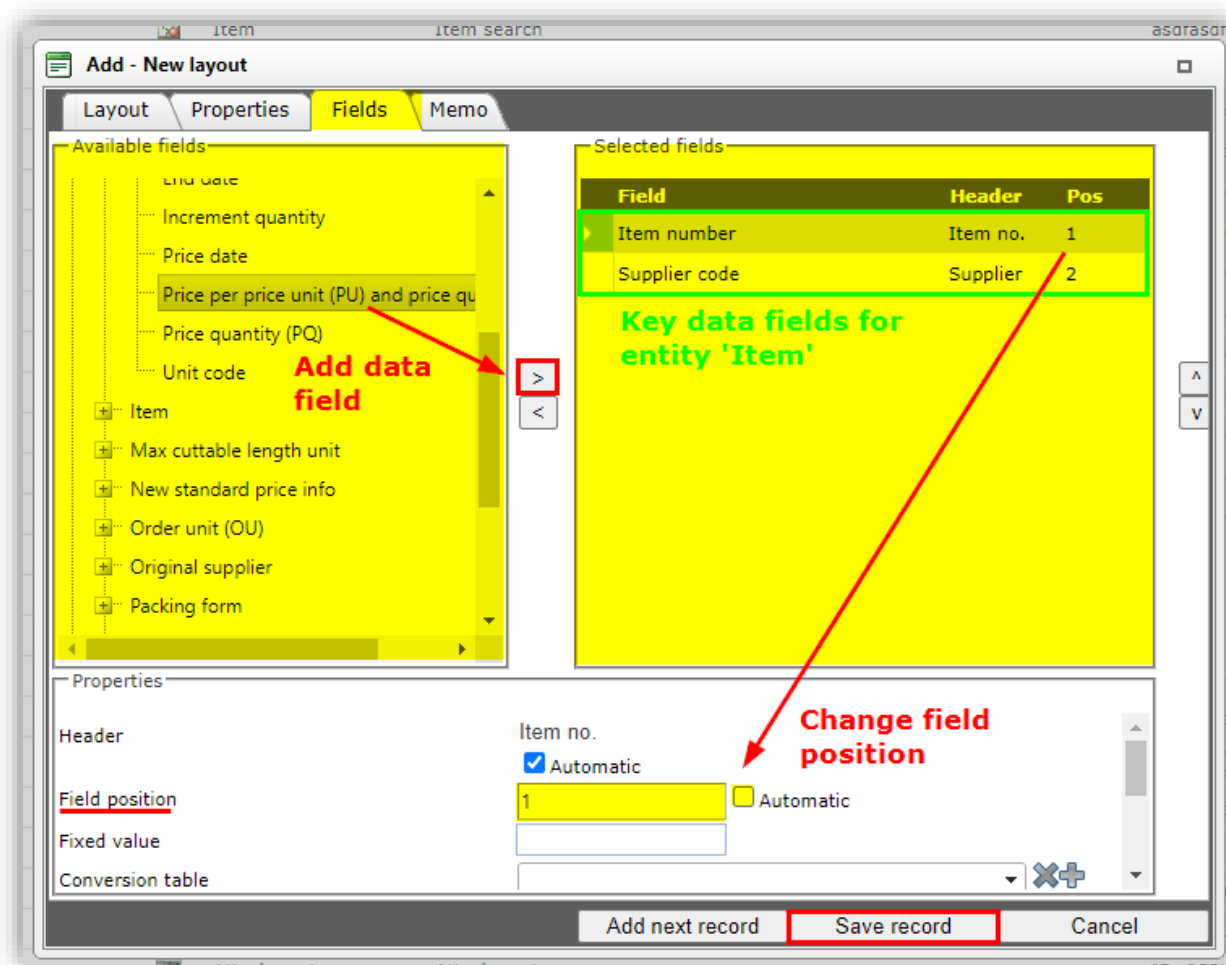 Item Item search asdfasdf
Add - New layout
Layout Properties Fields Memo
Available fields
End date
Increment quantity
Price date
Price per price unit (PU) and price qu
Price quantity (PQ)
Unit code
Item
Max cuttable length unit
New standard price info
Order unit (OU)
Original supplier
Packing form
Add data
field
>
<
Selected fields
Field Header Pos
Item number Item no. 1
Supplier code Supplier 2
Key data fields for
entity 'Item'
^
v
Properties
Header Item no.
Automatic
Field position 1 Automatic
Fixed value
Conversion table
Change field
position
Add next record Save record Cancel